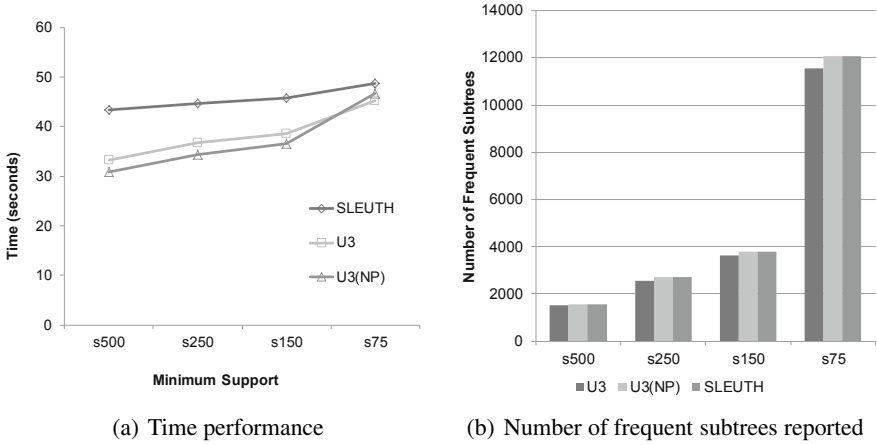 60
50
40
30
20
10
0
Time (seconds)
SLEUTH
U3
U3(NP)
s500 s250 s150 s75
Minimum Support
(a) Time performance
14000
12000
10000
8000
6000
4000
2000
0
Number of Frequent Subtrees
s500 s250 s150 s75
U3 U3(NP) SLEUTH
(b) Number of frequent subtrees reported